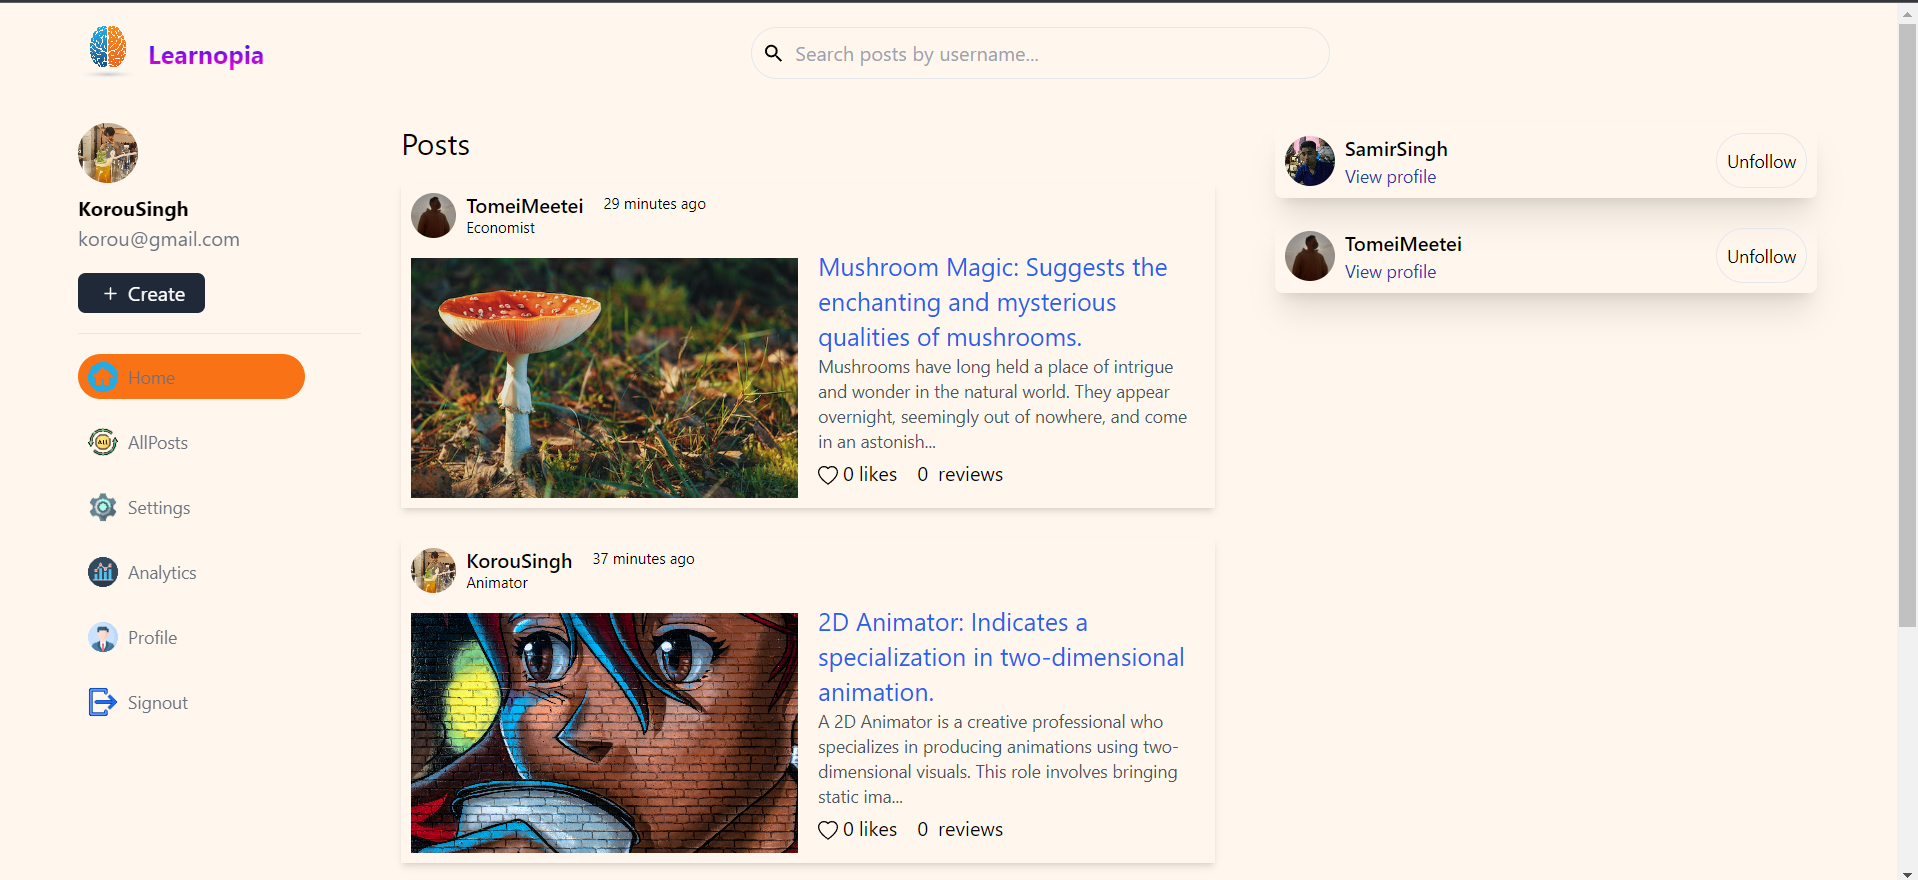 Learnopia
Search posts by username...
KorouSingh
korou@gmail.com
+ Create
Home
AllPosts
ALL
Settings
Analytics
Profile
Signout
Posts
TomeiMeetei 29 minutes ago
Economist
Mushroom Magic: Suggests the
enchanting and mysterious
qualities of mushrooms.
Mushrooms have long held a place of intrigue
and wonder in the natural world. They appear
overnight, seemingly out of nowhere, and come
in an astonish...
0 likes 0 reviews
KorouSingh 37 minutes ago
Animator
2D Animator: Indicates a
specialization in two-dimensional
animation.
A 2D Animator is a creative professional who
specializes in producing animations using two-
dimensional visuals. This role involves bringing
static ima...
0 likes 0 reviews
SamirSingh
View profile
Unfollow
TomeiMeetei
View profile
Unfollow